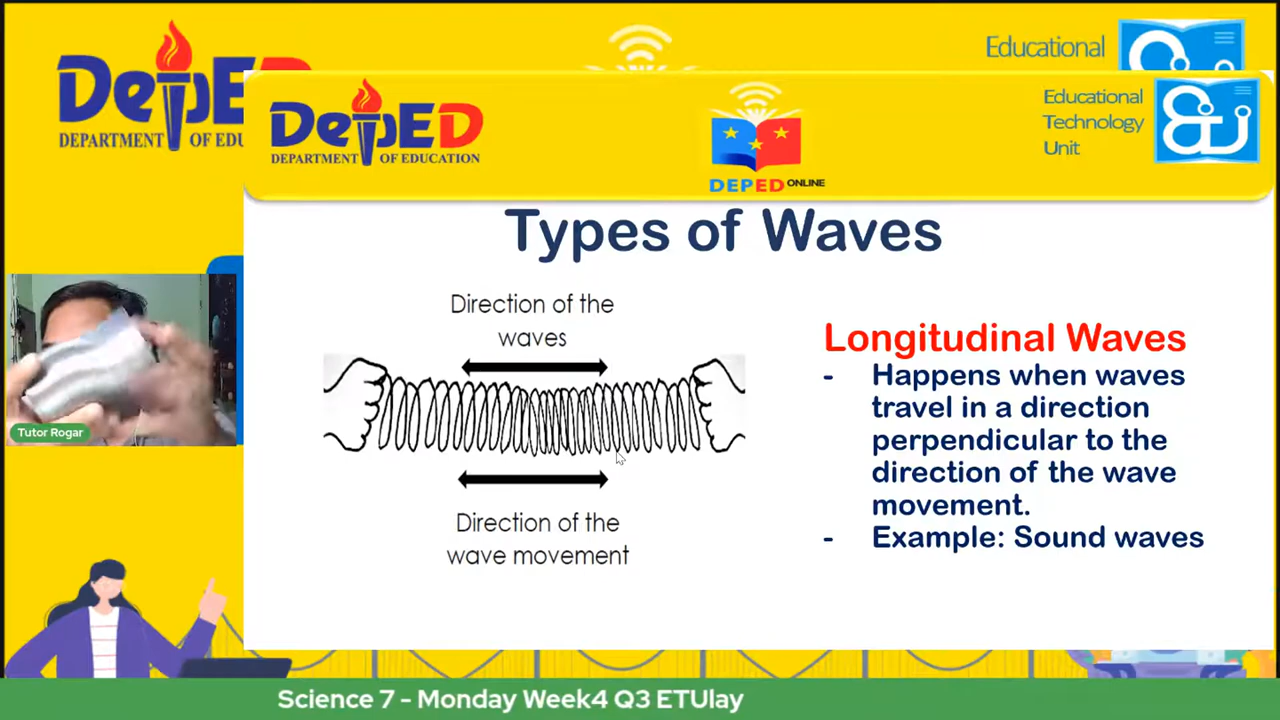 DepED
DEPARTMENT OF EDU
Educational
DepED
DEPARTMENT OF EDUCATION
DEPED ONLINE
Educational
Technology
Unit
Types of Waves
Direction of the
waves
Direction of the
wave movement
Longitudinal Waves
- Happens when waves
travel in a direction
perpendicular to the
direction of the wave
movement.
- Example: Sound waves
Tutor Rogar
Science 7 - Monday Week4 Q3 ETUlay